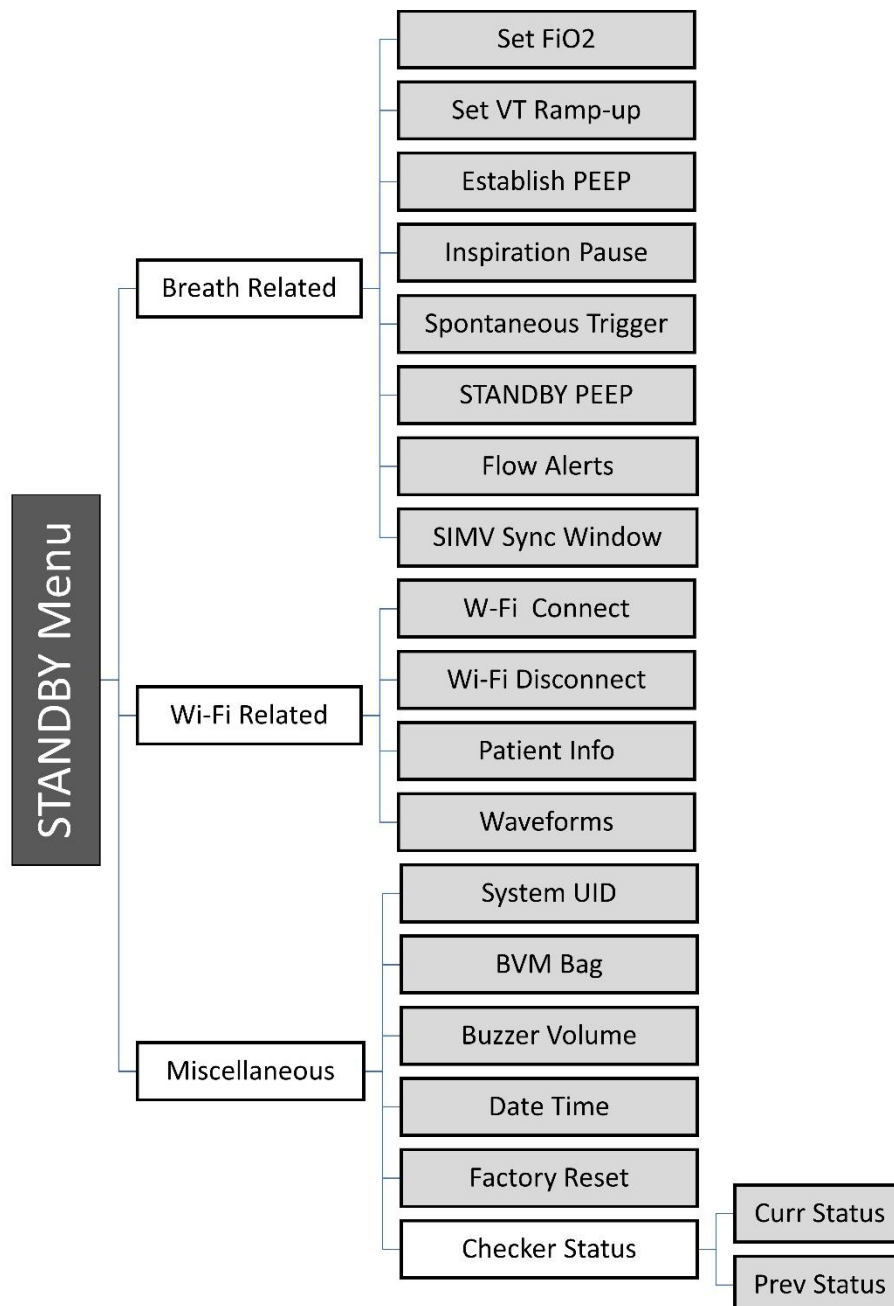 STANDBY Menu
Breath Related
Set FiO2
Set VT Ramp-up
Establish PEEP
Inspiration Pause
Spontaneous Trigger
STANDBY PEEP
Flow Alerts
SIMV Sync Window
Wi-Fi Related
W-Fi Connect
Wi-Fi Disconnect
Patient Info
Waveforms
Miscellaneous
System UID
BVM Bag
Buzzer Volume
Date Time
Factory Reset
Checker Status
Curr Status
Prev Status